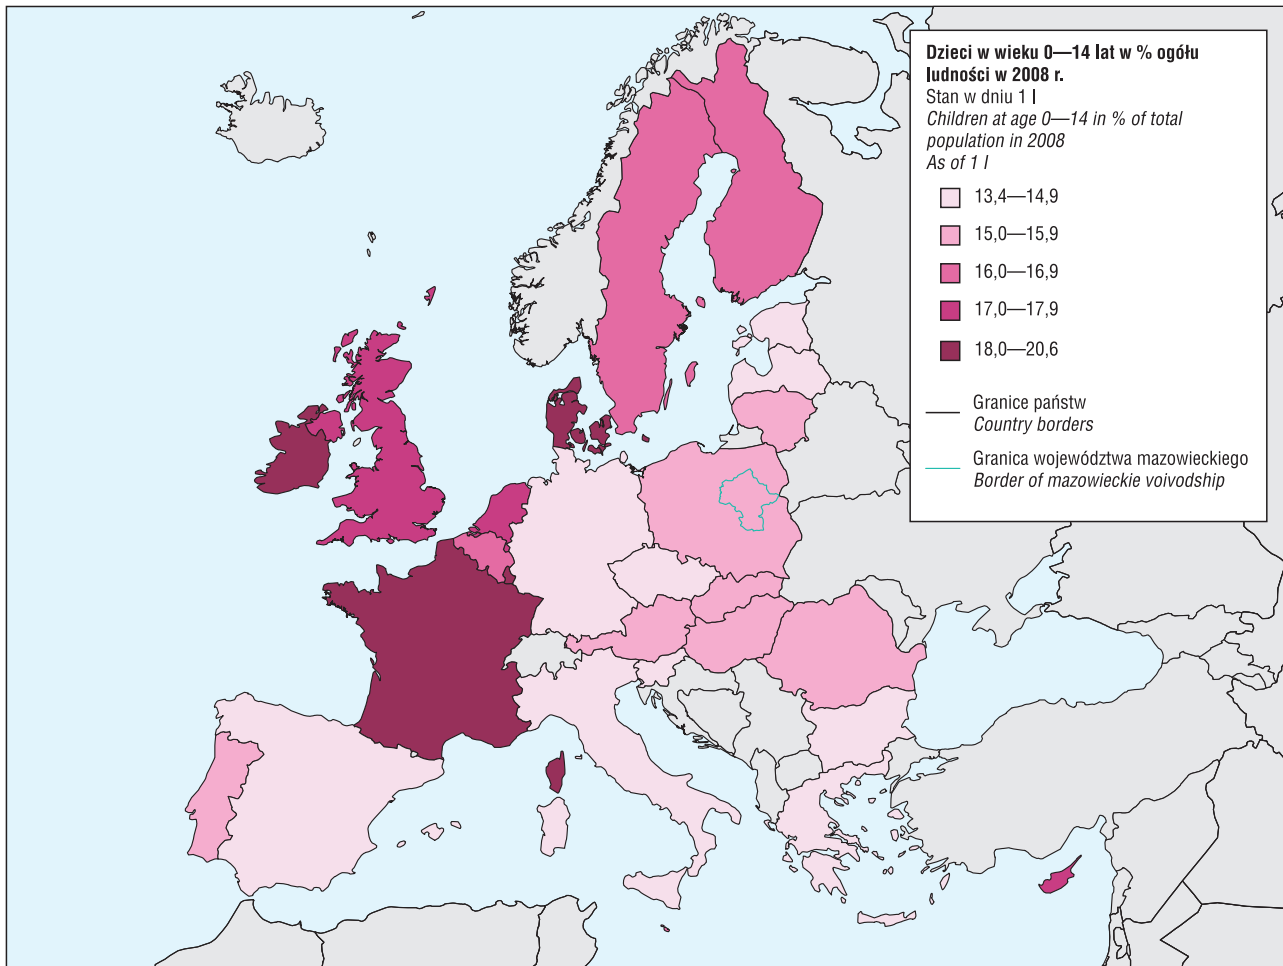 Dzieci w wieku 0—14 lat w % ogółu
ludności w 2008 r.
Stan w dniu 1 I
Children at age 0—14 in % of total
population in 2008
As of 1 I
13,4—14,9
15,0—15,9
16,0—16,9
17,0—17,9
18,0—20,6
Granice państw
Country borders
Granica województwa mazowieckiego
Border of mazowieckie voivodship